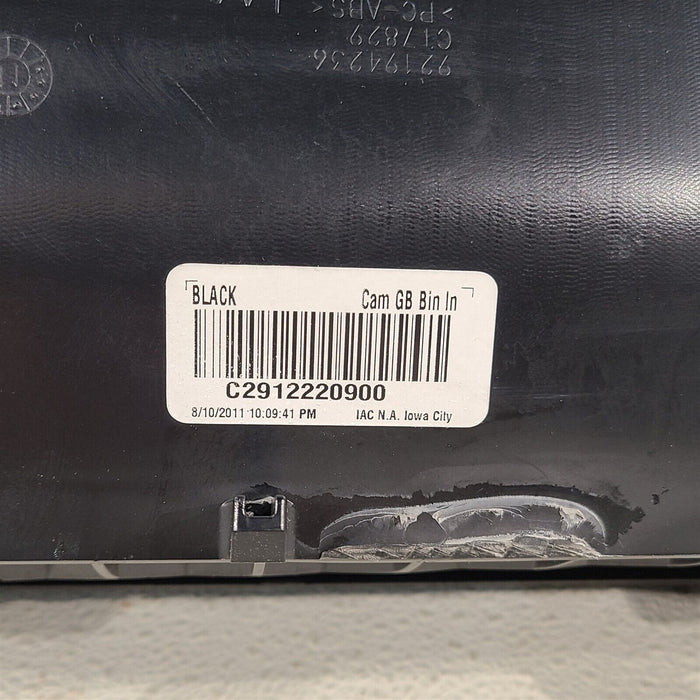 >PC-ABS<
C17829
92194236
BLACK Cam GB Bin In
C2912220900
8/10/2011 10:09:41 PM IAC N.A. Iowa City